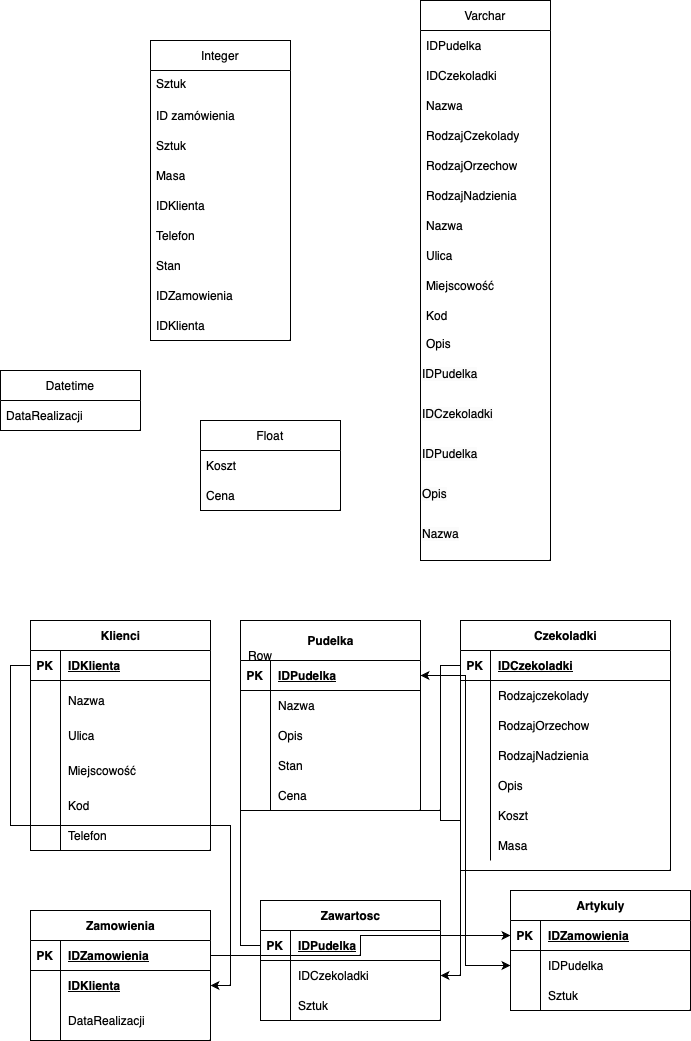 Varchar
IDPudelka
IDCzekoladki
Nazwa
RodzajCzekolady
RodzajOrzechow
RodzajNadzienia
Nazwa
Ulica
Miejscowość
Kod
Opis
IDPudelka
IDCzekoladki
IDPudelka
Opis
Nazwa
Integer
Sztuk
ID zamówienia
Sztuk
Masa
IDKlienta
Telefon
Stan
IDZamowienia
IDKlienta
Datetime
DataRealizacji
Float
Koszt
Cena
Klienci
PK IDKlienta
Nazwa
Ulica
Miejscowość
Kod
Telefon
Pudelka
Row
PK IDPudelka
Nazwa
Opis
Stan
Cena
Czekoladki
PK IDCzekoladki
Rodzajczekolady
RodzajOrzechow
RodzajNadzienia
Opis
Koszt
Masa
Zamowienia
PK IDZamowienia
IDKlienta
DataRealizacji
Zawartosc
PK IDPudelka
IDCzekoladki
Sztuk
Artykuly
PK IDZamowienia
IDPudelka
Sztuk